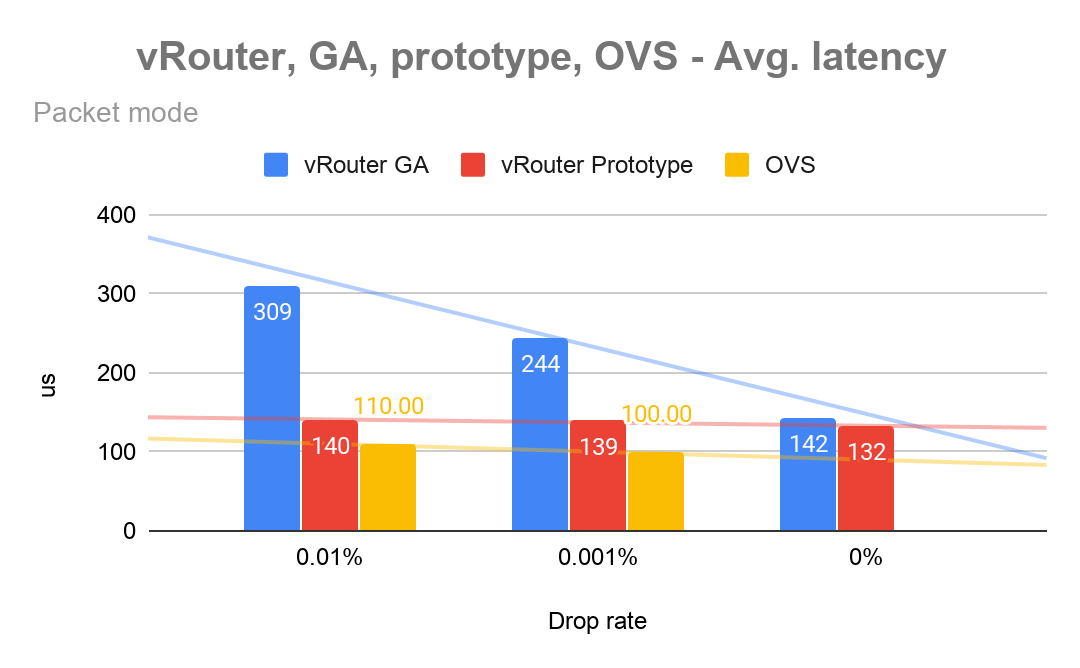 vRouter, GA, prototype, OVS - Avg. latency
Packet mode
vRouter GA vRouter Prototype OVS
400
300
200
100
0
us
309
140
110.00
244
139
100.00
142
132
0.01% 0.001% 0%
Drop rate